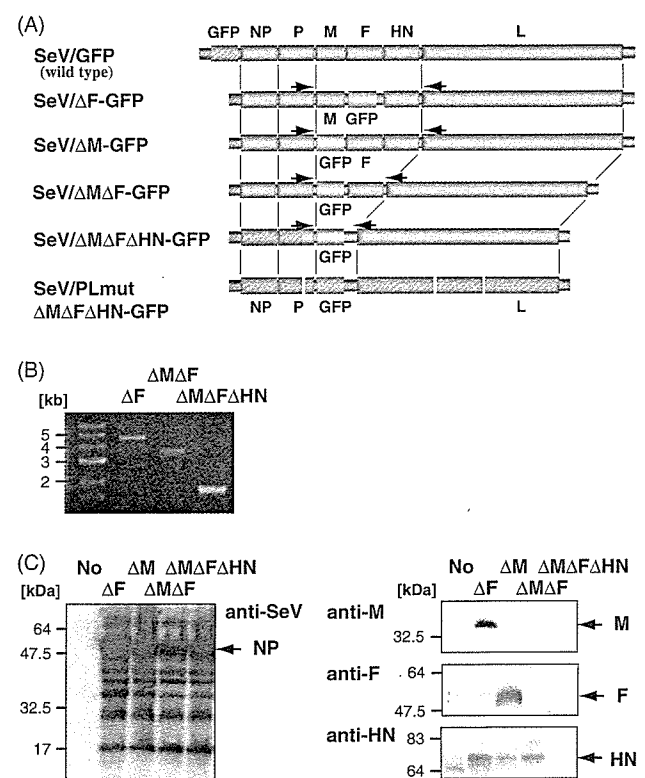 (A)
GFP NP P M F HN L
SeV/GFP
(wild type)
SeV/ΔF-GFP
M GFP
SeV/ΔM-GFP
GFP F
SeV/ΔMΔF-GFP
GFP
SeV/ΔMΔFΔHN-GFP
GFP
SeV/PLmut
ΔMΔFΔHN-GFP
NP P GFP L
(B)
ΔMΔF
[kb] ΔF ΔMΔFΔHN
5
4
3
2
(C)
No ΔM ΔMΔFΔHN
[kDa] ΔF ΔMΔF
anti-SeV
64
NP
47.5
32.5
17
No ΔM ΔMΔFΔHN
[kDa] ΔF ΔMΔF
anti-M
M
32.5
anti-F
64
F
47.5
anti-HN
83
HN
64